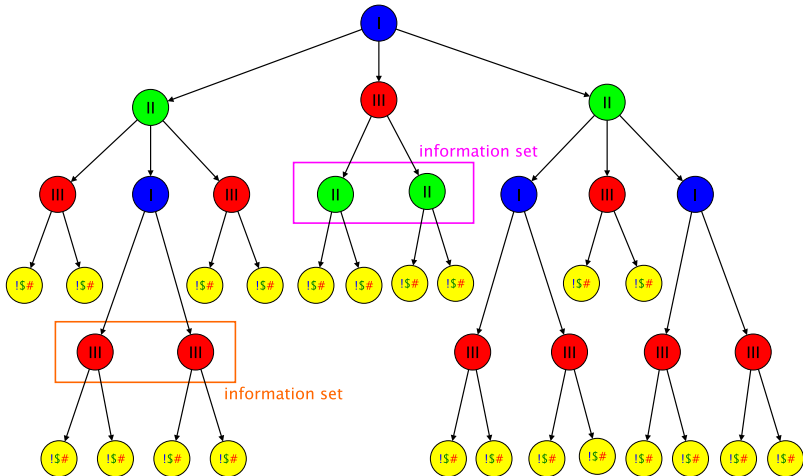 I
II III II
information set
III I III II II I III I
!$# !$# !$# !$# !$# !$# !$# !$# !$# !$#
III III III III III III
information set
!$# !$# !$# !$# !$# !$# !$# !$# !$# !$# !$# !$#